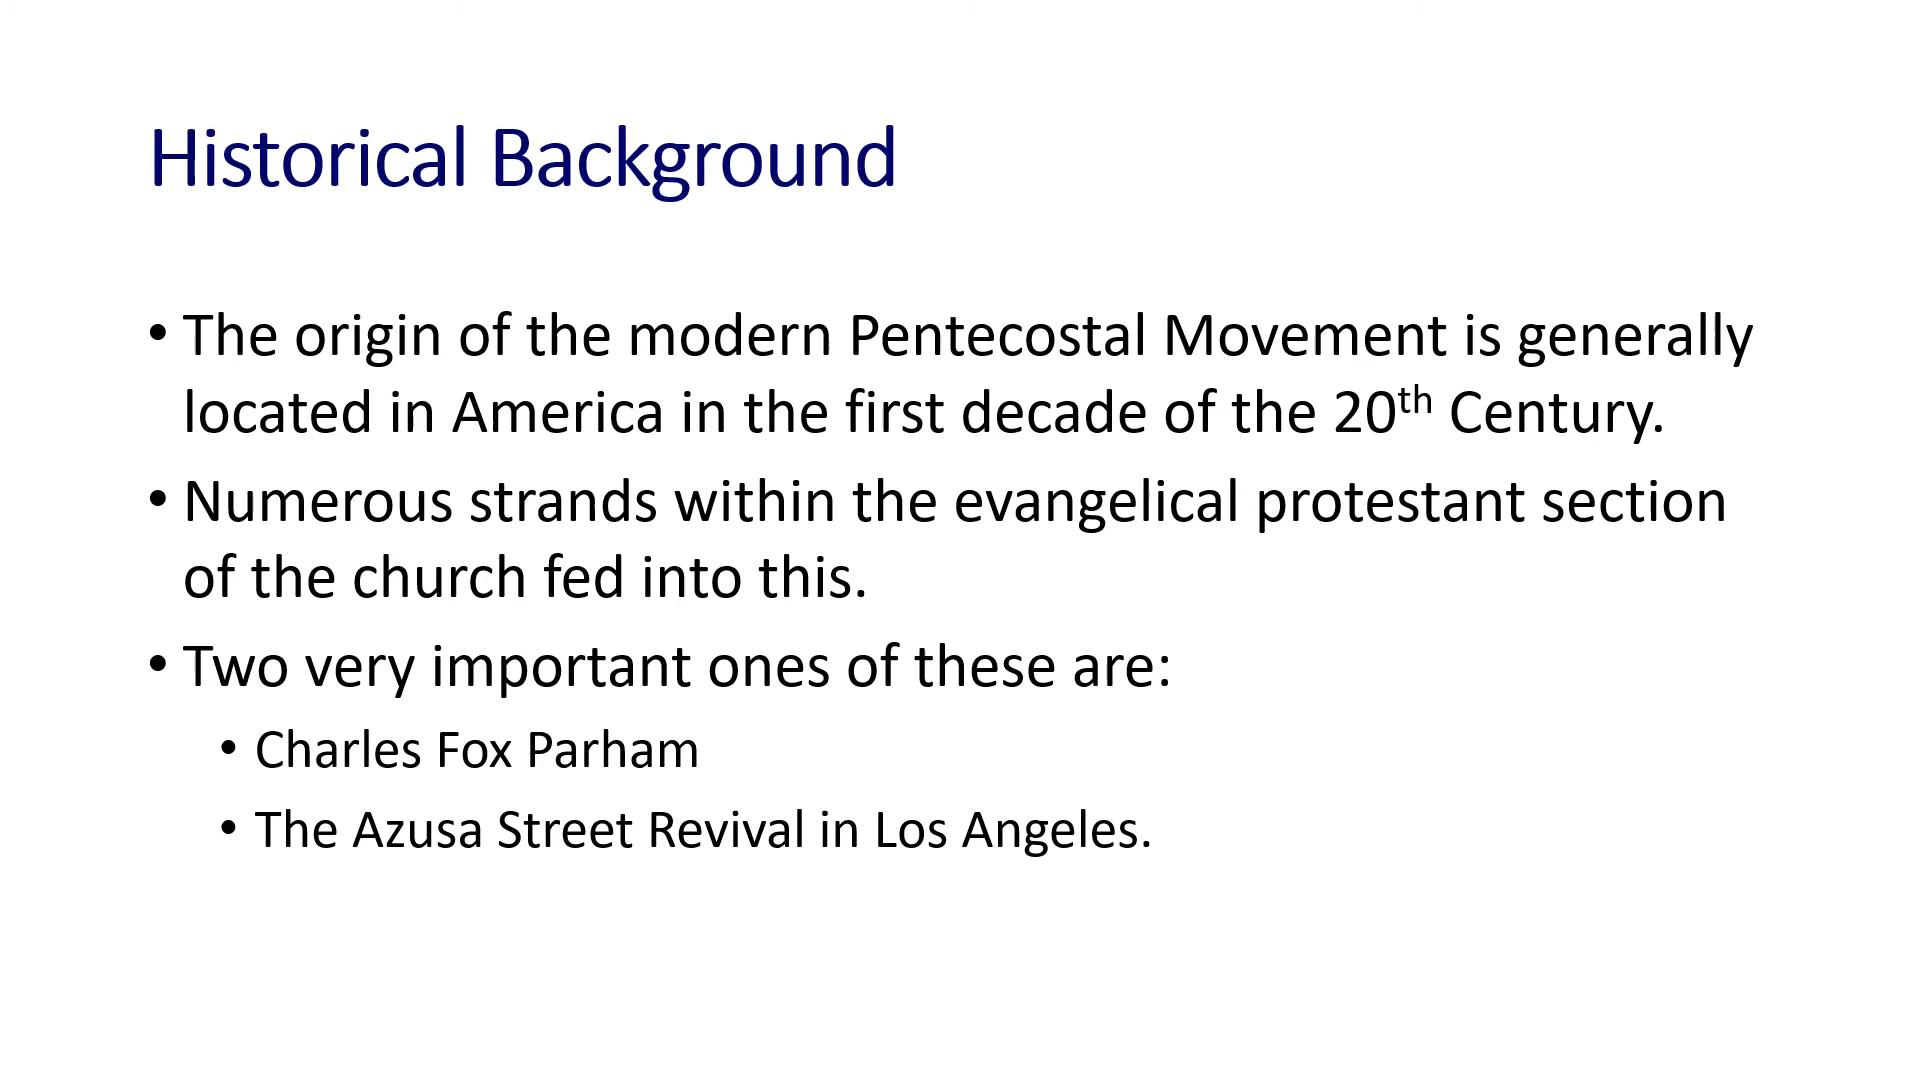 Historical Background
• The origin of the modern Pentecostal Movement is generally
located in America in the first decade of the 20th Century.
• Numerous strands within the evangelical protestant section
of the church fed into this.
• Two very important ones of these are:
• Charles Fox Parham
• The Azusa Street Revival in Los Angeles.